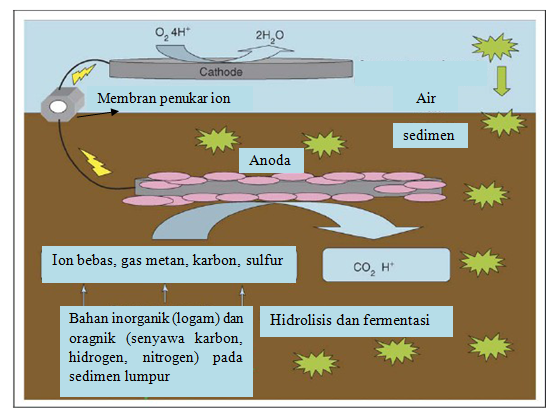 O2 4H+
2H2O
Cathode
Membran penukar ion
Air
sedimen
Anoda
Ion bebas, gas metan, karbon, sulfur
CO2 H+
Bahan inorganik (logam) dan
oragnik (senyawa karbon,
hidrogen, nitrogen) pada
sedimen lumpur
Hidrolisis dan fermentasi